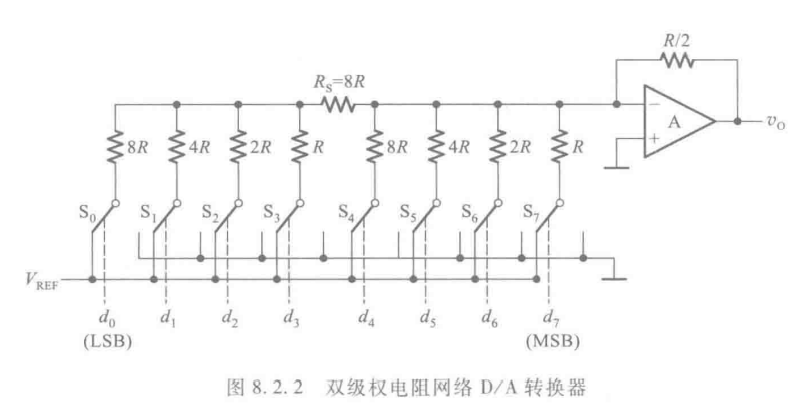 R/2
R_S=8R
− A v_O
+
8R 4R 2R R 8R 4R 2R R
S_0 S_1 S_2 S_3 S_4 S_5 S_6 S_7
V_REF
d_0 d_1 d_2 d_3 d_4 d_5 d_6 d_7
(LSB) (MSB)
图 8.2.2 双级权电阻网络 D/A 转换器